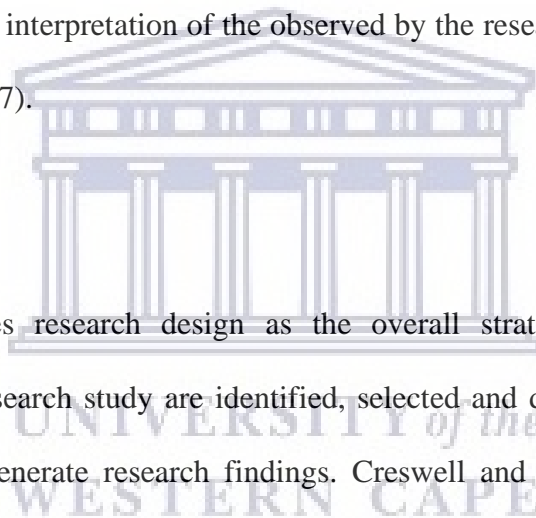 interpretation of the observed by the rese
7).
es research design as the overall strat
search study are identified, selected and
UNIVERSITY of the
enerate research findings. Creswell and
WESTERN CAPE